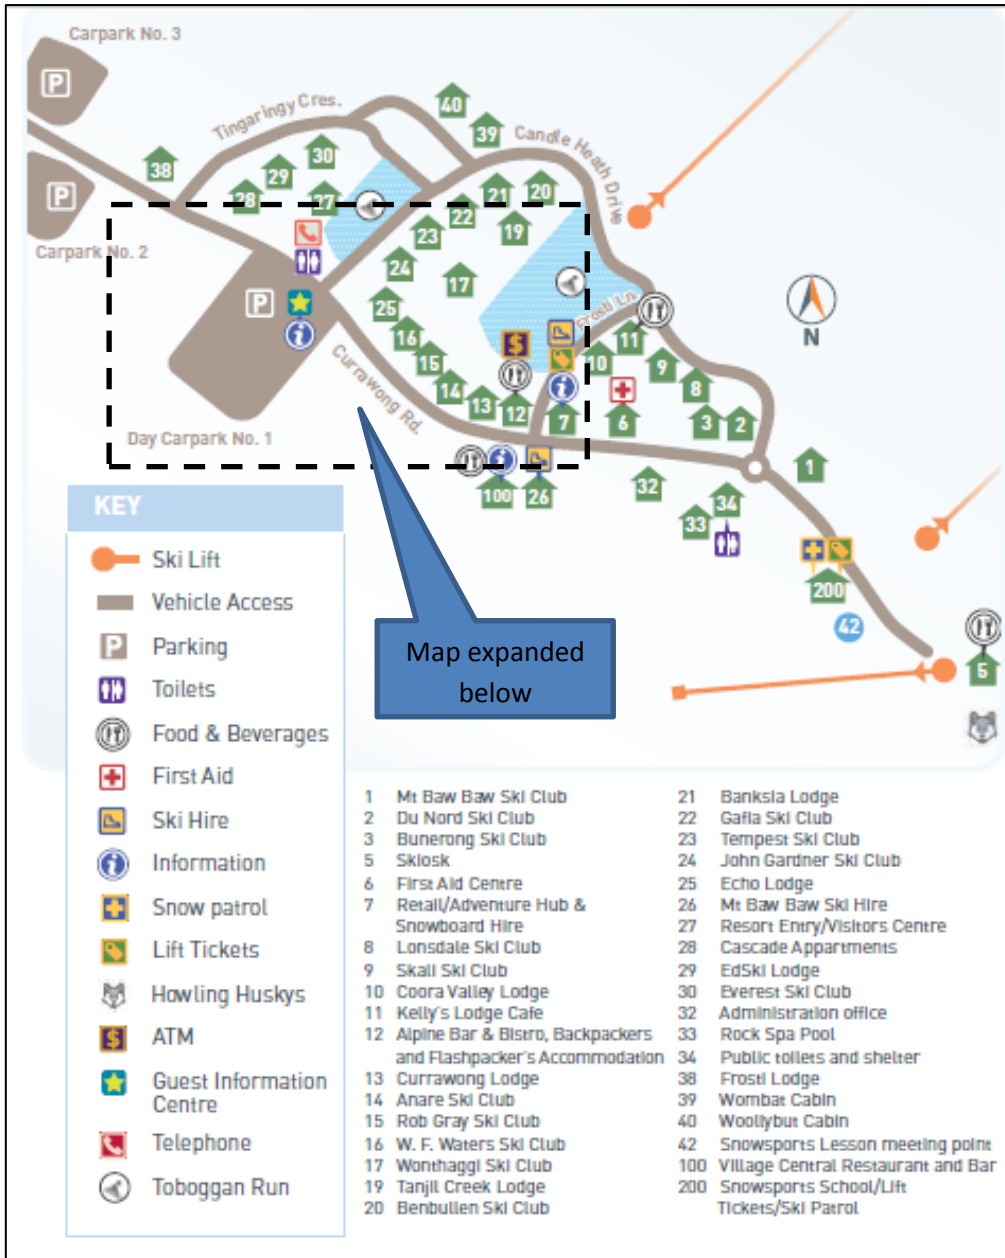 Carpark No. 3
P
Tingaringy Cres.
40
39
Candle Heath Drive
38
30
29
28
27
P
Carpark No. 2
21
20
22
19
23
24
17
P
25
16
15
14
13
12
Currawong Rd.
Day Carpark No. 1
Frosti Ln
$
i
i
11
10
9
8
7
6
3
2
N
100
i
26
32
33
34
1
200
42
5
Map expanded
below
KEY
Ski Lift
Vehicle Access
P Parking
Toilets
Food & Beverages
First Aid
Ski Hire
i Information
Snow patrol
Lift Tickets
Howling Huskys
$ ATM
Guest Information
Centre
Telephone
Toboggan Run
1 Mt Baw Baw Ski Club
2 Du Nord Ski Club
3 Bunerong Ski Club
5 Skiosk
6 First Aid Centre
7 Retail/Adventure Hub &
Snowboard Hire
8 Lonsdale Ski Club
9 Skall Ski Club
10 Coora Valley Lodge
11 Kelly's Lodge Cafe
12 Alpine Bar & Bistro, Backpackers
and Flashpacker's Accommodation
13 Currawong Lodge
14 Anare Ski Club
15 Rob Gray Ski Club
16 W. F. Waters Ski Club
17 Wonthaggi Ski Club
19 Tanjil Creek Lodge
20 Benbullen Ski Club
21 Banksia Lodge
22 Gafia Ski Club
23 Tempest Ski Club
24 John Gardner Ski Club
25 Echo Lodge
26 Mt Baw Baw Ski Hire
27 Resort Entry/Visitors Centre
28 Cascade Appartments
29 EdSki Lodge
30 Everest Ski Club
32 Administration office
33 Rock Spa Pool
34 Public toilets and shelter
38 Frosti Lodge
39 Wombat Cabin
40 Woollybut Cabin
42 Snowsports Lesson meeting point
100 Village Central Restaurant and Bar
200 Snowsports School/Lift
Tickets/Ski Patrol